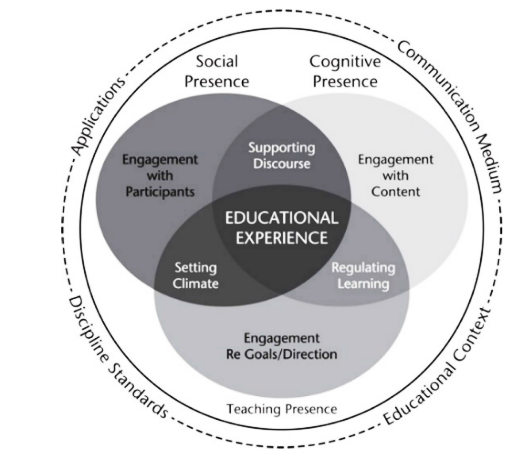 Social
Presence
Cognitive
Presence
Communication Medium
Applications
Supporting
Discourse
Engagement
with
Participants
Engagement
with
Content
EDUCATIONAL
EXPERIENCE
Setting
Climate
Regulating
Learning
Engagement
Re Goals/Direction
Teaching Presence
Discipline Standards
Educational Context